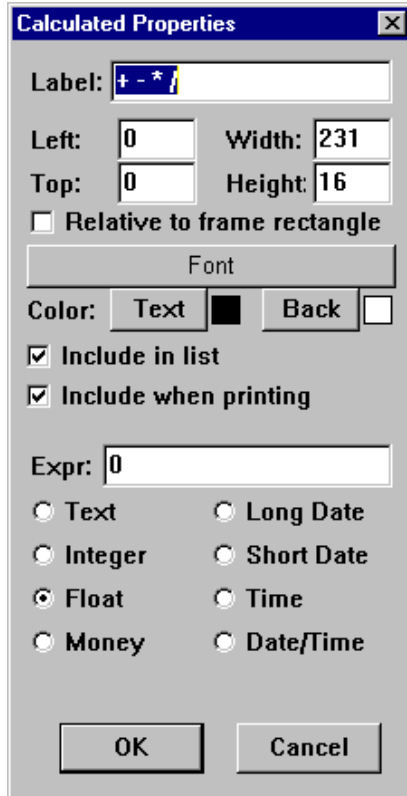 Calculated Properties
Label: + - * /
Left: 0 Width: 231
Top: 0 Height: 16
Relative to frame rectangle
Font
Color: Text Back
Include in list
Include when printing
Expr: 0
Text Long Date
Integer Short Date
Float Time
Money Date/Time
OK Cancel